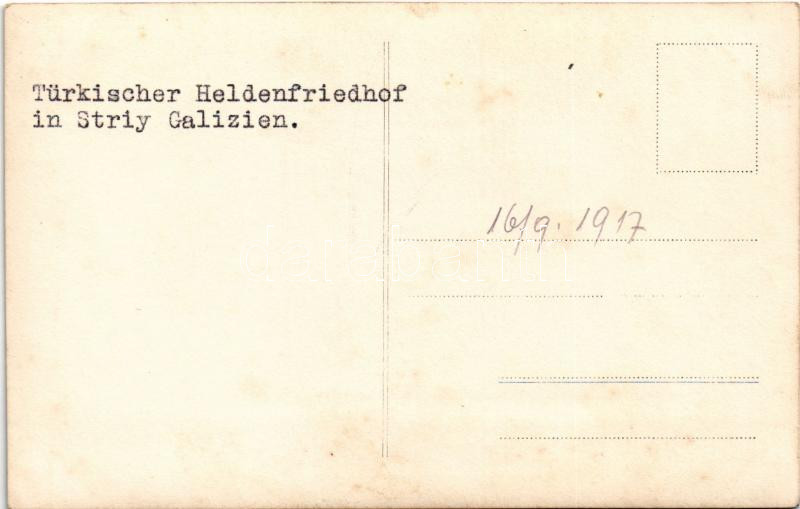 Türkischer Heldenfriedhof
in Striy Galizien.
16/9. 1917